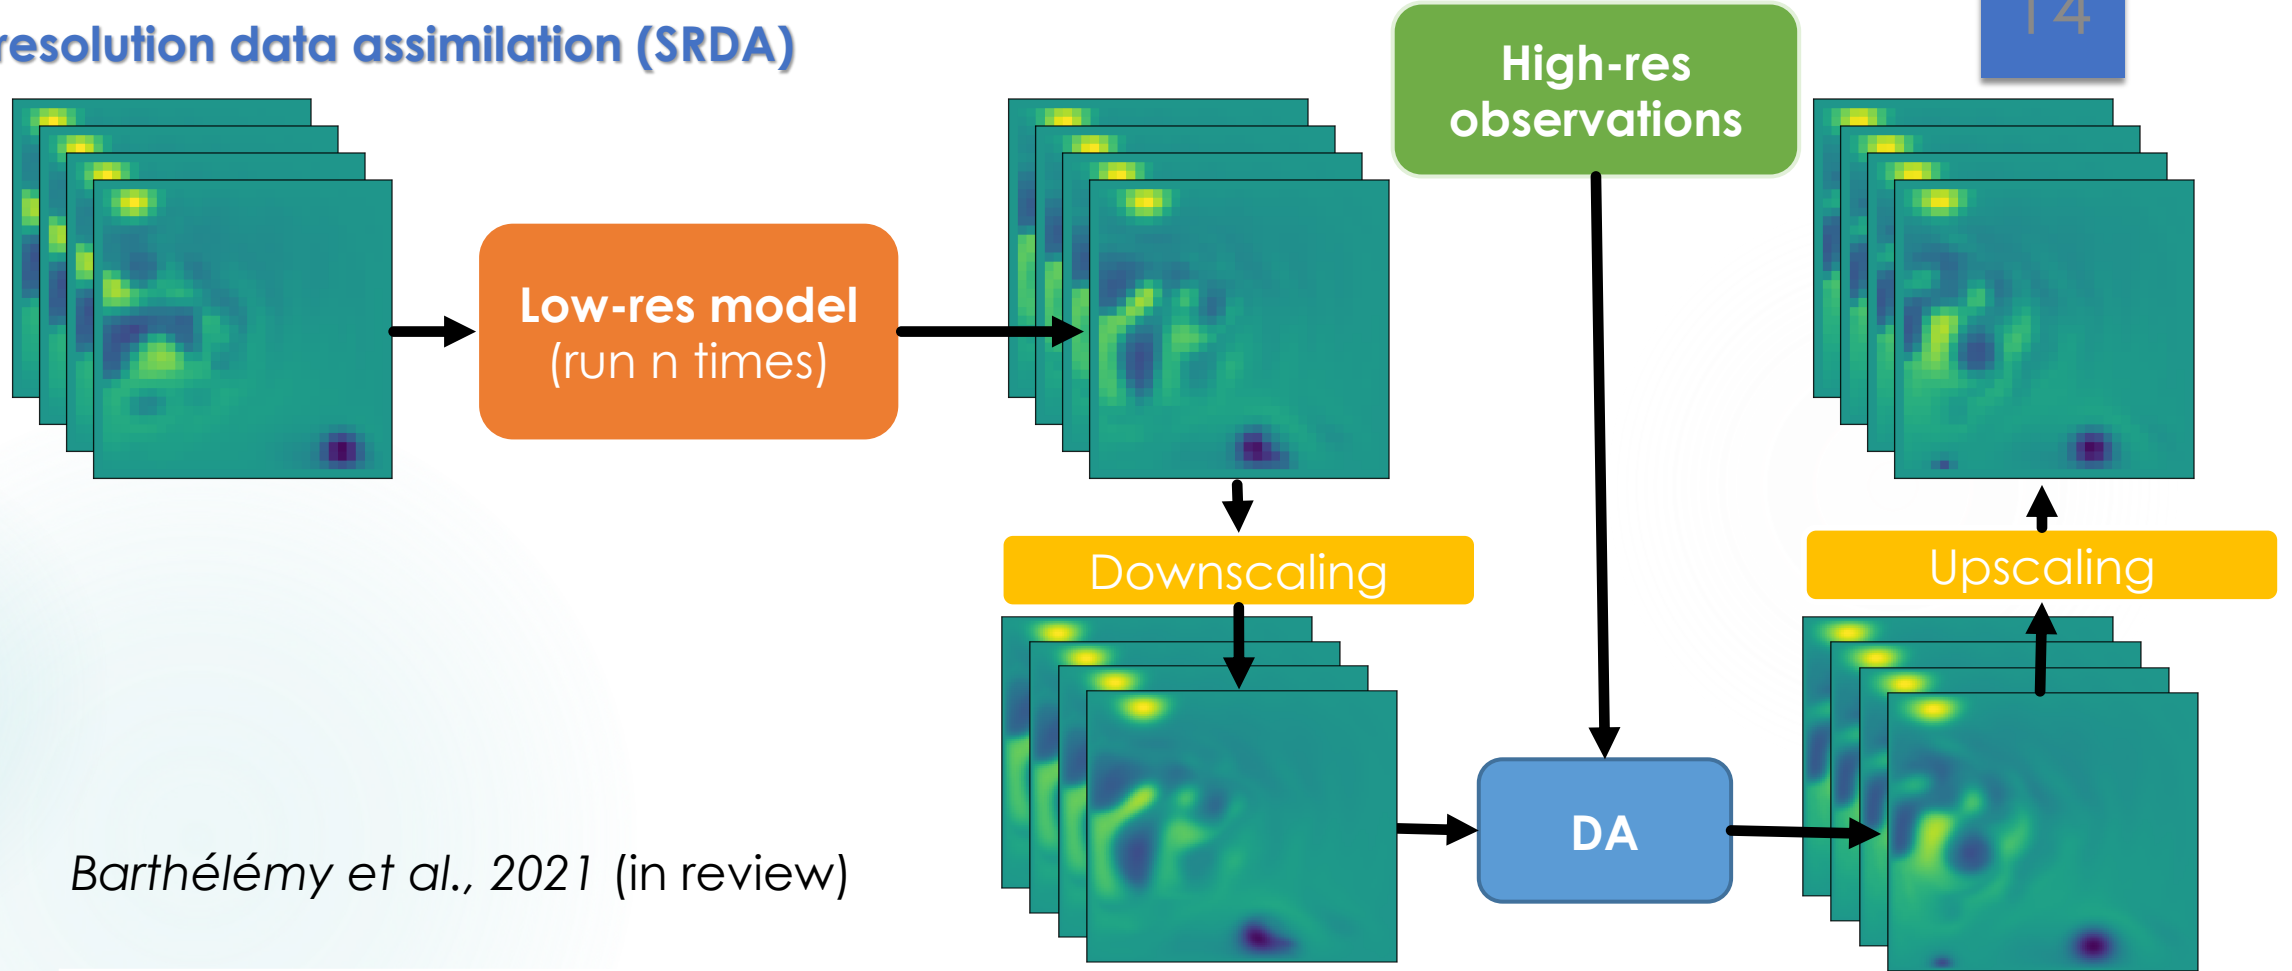 resolution data assimilation (SRDA)
14
High-res
observations
Low-res model
(run n times)
Downscaling
Upscaling
DA
Barthélémy et al., 2021 (in review)